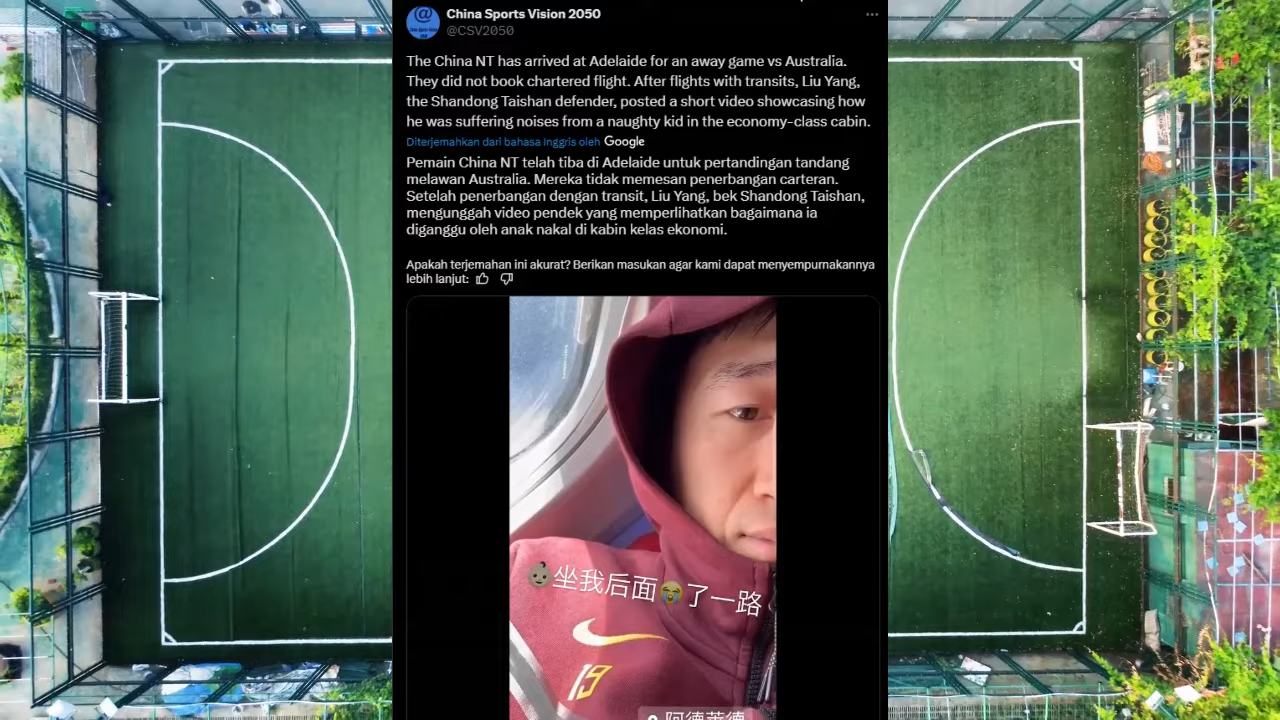 China Sports Vision 2050
@CSV2050
The China NT has arrived at Adelaide for an away game vs Australia.
They did not book chartered flight. After flights with transits, Liu Yang,
the Shandong Taishan defender, posted a short video showcasing how
he was suffering noises from a naughty kid in the economy-class cabin.
Diterjemahkan dari bahasa Inggris oleh Google
Pemain China NT telah tiba di Adelaide untuk pertandingan tandang
melawan Australia. Mereka tidak memesan penerbangan carteran.
Setelah penerbangan dengan transit, Liu Yang, bek Shandong Taishan,
mengunggah video pendek yang memperlihatkan bagaimana ia
diganggu oleh anak nakal di kabin kelas ekonomi.
Apakah terjemahan ini akurat? Berikan masukan agar kami dapat menyempurnakannya
lebih lanjut:
👶坐我后面😭了一路
19
阿德莱德